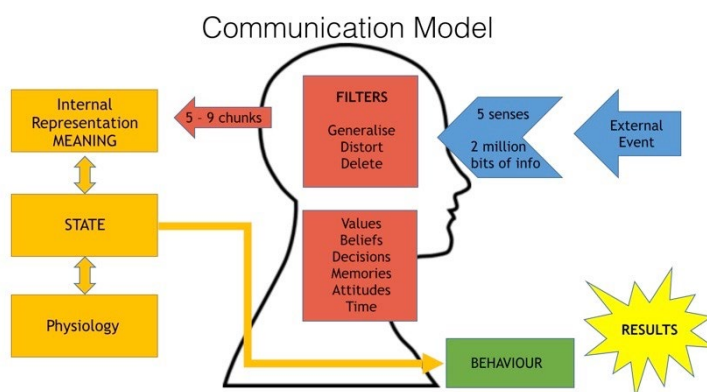 Communication Model
Internal
Representation
MEANING
5 - 9 chunks
FILTERS
Generalise
Distort
Delete
5 senses
2 million
bits of info
External
Event
STATE
Values
Beliefs
Decisions
Memories
Attitudes
Time
Physiology
BEHAVIOUR
RESULTS